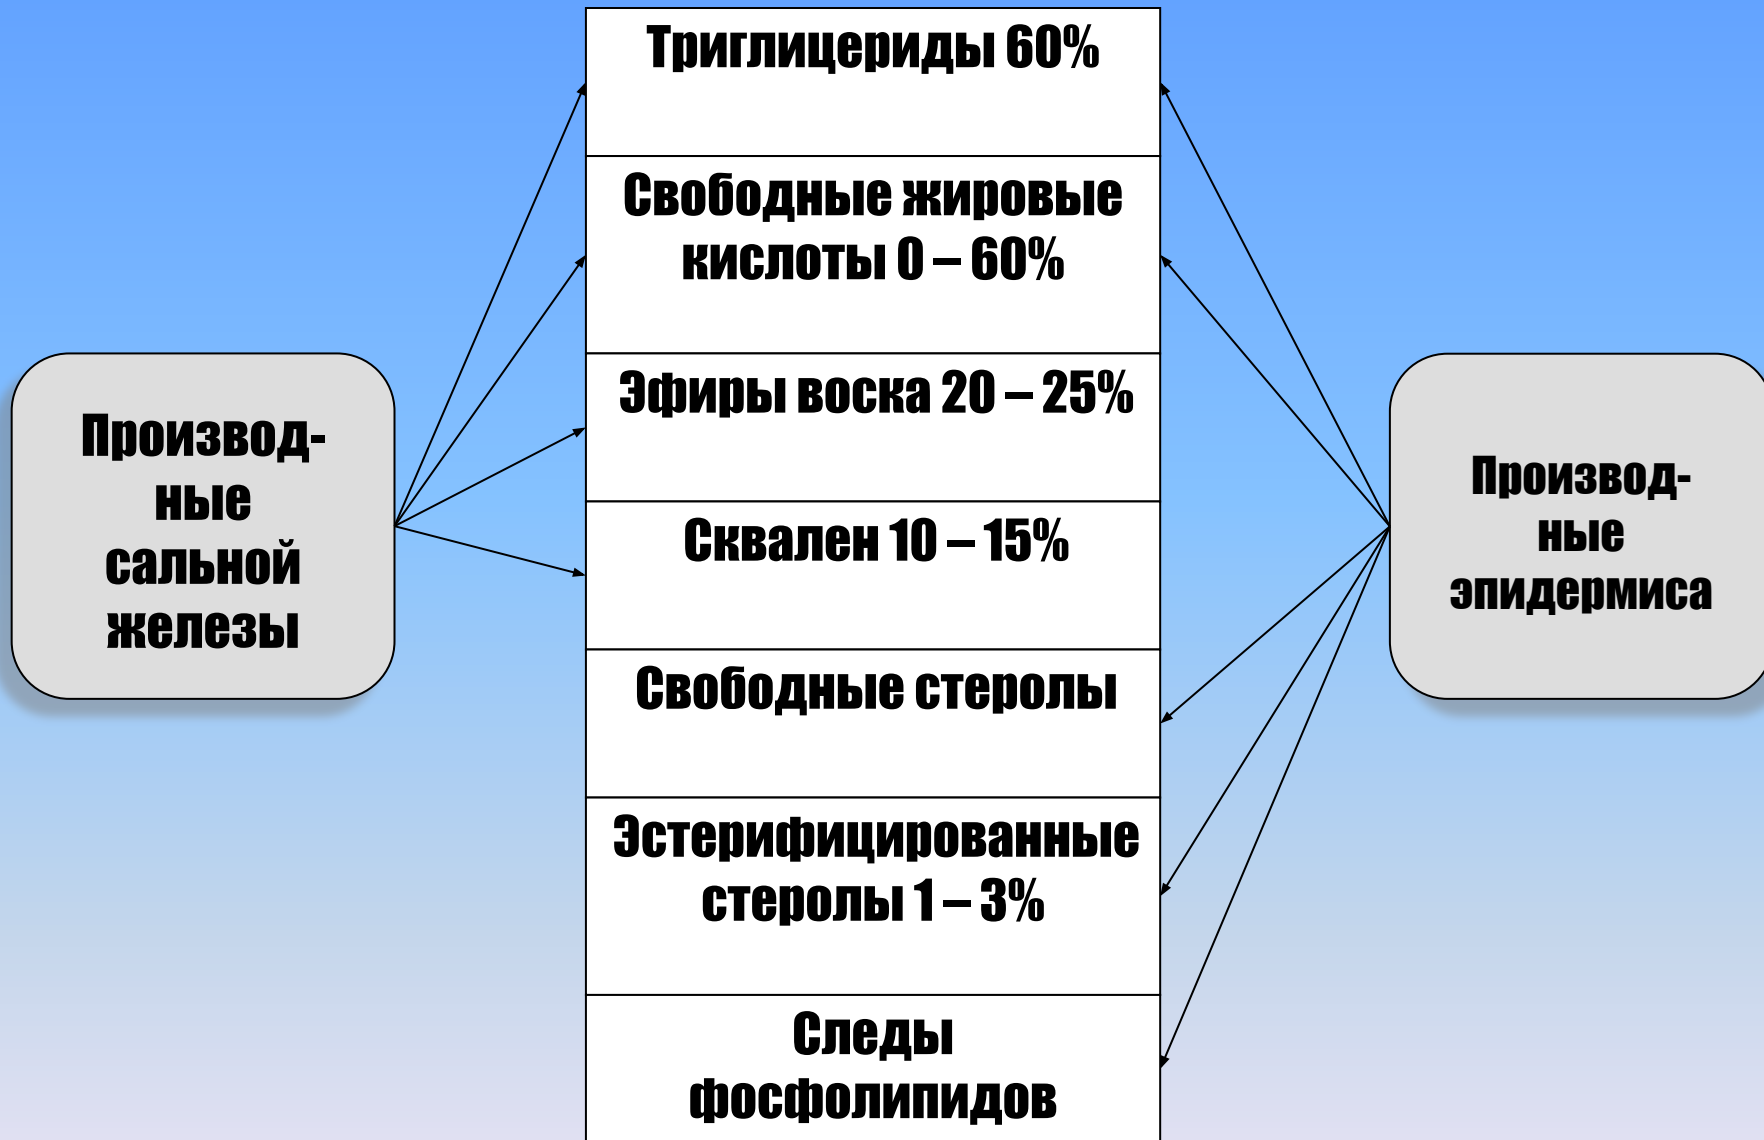 Триглицериды 60%
Свободные жировые
кислоты 0 – 60%
Эфиры воска 20 – 25%
Сквален 10 – 15%
Свободные стеролы
Эстерифицированные
стеролы 1 – 3%
Следы
фосфолипидов
Производ-
ные
сальной
железы
Производ-
ные
эпидермиса